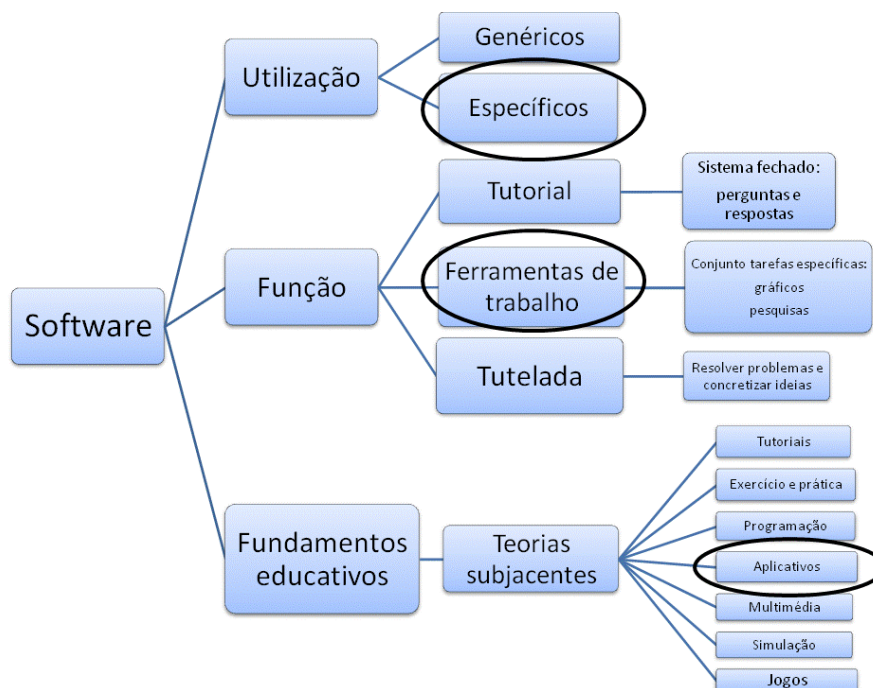 Software
Utilização
Genéricos
Específicos
Função
Tutorial
Sistema fechado:
perguntas e
respostas
Ferramentas de
trabalho
Conjunto tarefas específicas:
gráficos
pesquisas
Tutelada
Resolver problemas e
concretizar ideias
Fundamentos
educativos
Teorias
subjacentes
Tutoriais
Exercício e prática
Programação
Aplicativos
Multimédia
Simulação
Jogos